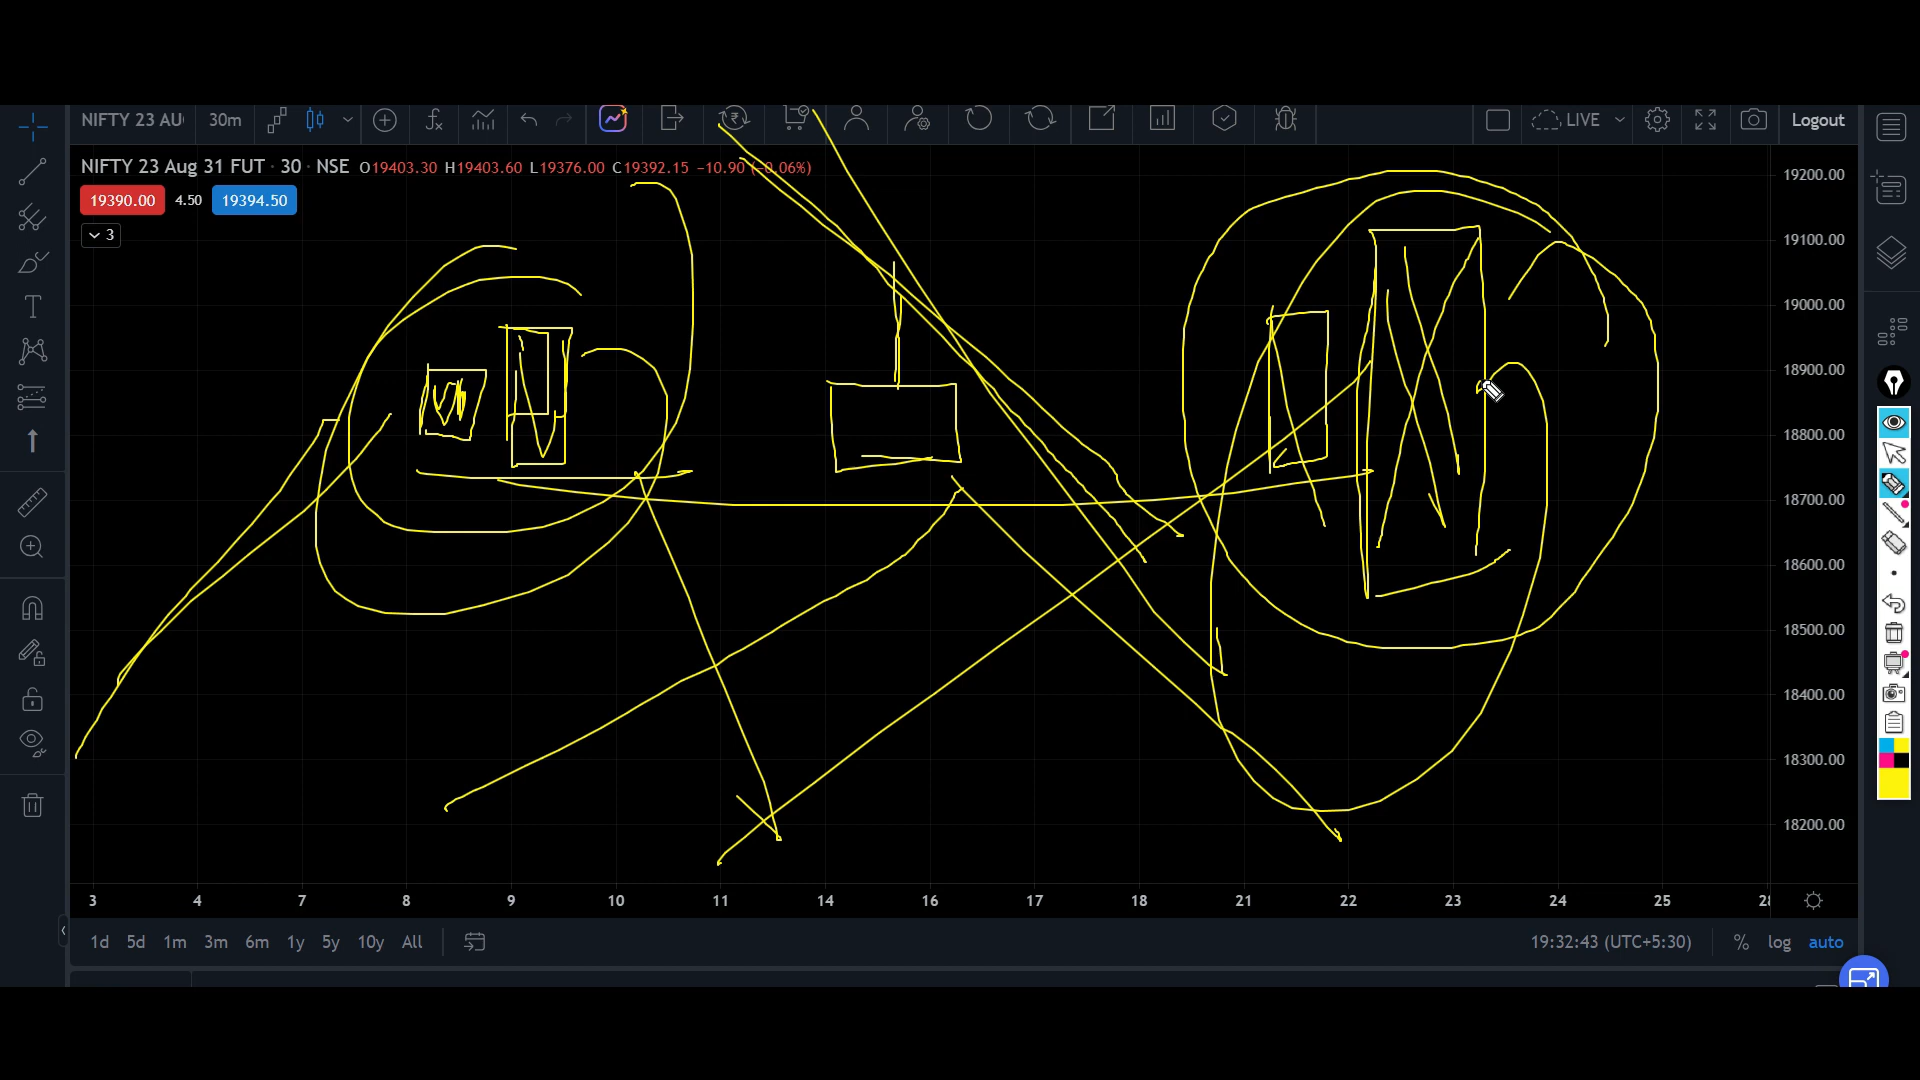 NIFTY 23 AU 30m LIVE Logout
NIFTY 23 Aug 31 FUT · 30 · NSE O19403.30 H19403.60 L19376.00 C19392.15 −10.90 (−0.06%)
19390.00 4.50 19394.50
3
19200.00
19100.00
19000.00
18900.00
18800.00
18700.00
18600.00
18500.00
18400.00
18300.00
18200.00
3 4 7 8 9 10 11 14 16 17 18 21 22 23 24 25
1d 5d 1m 3m 6m 1y 5y 10y All 19:32:43 (UTC+5:30) % log auto